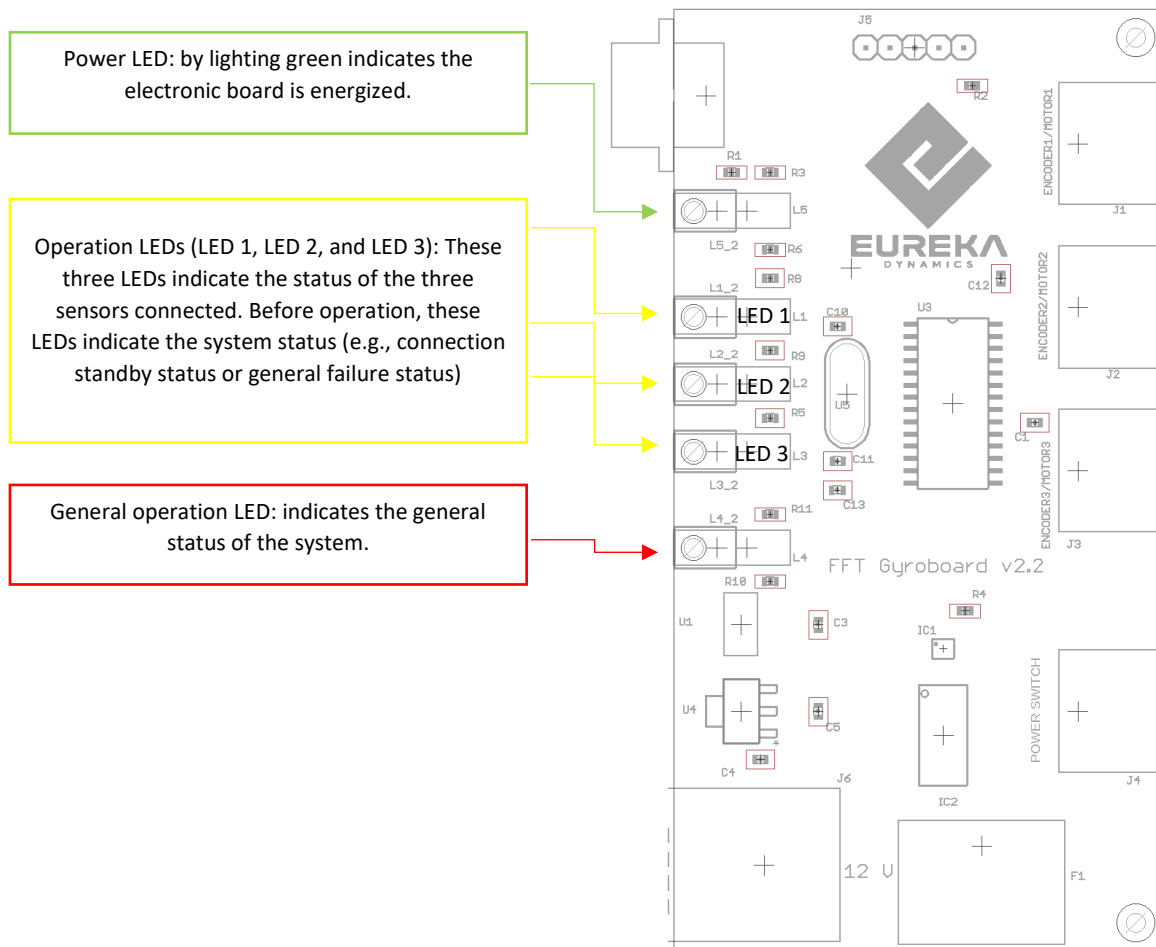 Power LED: by lighting green indicates the
electronic board is energized.
Operation LEDs (LED 1, LED 2, and LED 3): These
three LEDs indicate the status of the three
sensors connected. Before operation, these
LEDs indicate the system status (e.g., connection
standby status or general failure status)
General operation LED: indicates the general
status of the system.
J5
R2
ENCODER1/MOTOR1
J1
R1
R3
L5
L5_2
R6
EUREKA
DYNAMICS
R8
C12
ENCODER2/MOTOR2
J2
L1_2
LED 1
L1
C10
U3
L2_2
R9
LED 2
L2
U5
R5
C1
LED 3
L3
C11
L3_2
C13
ENCODER3/MOTOR3
J3
L4_2
R11
L4
FFT Gyroboard v2.2
R10
R4
U1
C3
IC1
POWER SWITCH
J4
U4
C5
*
C4
IC2
J6
12 V
F1